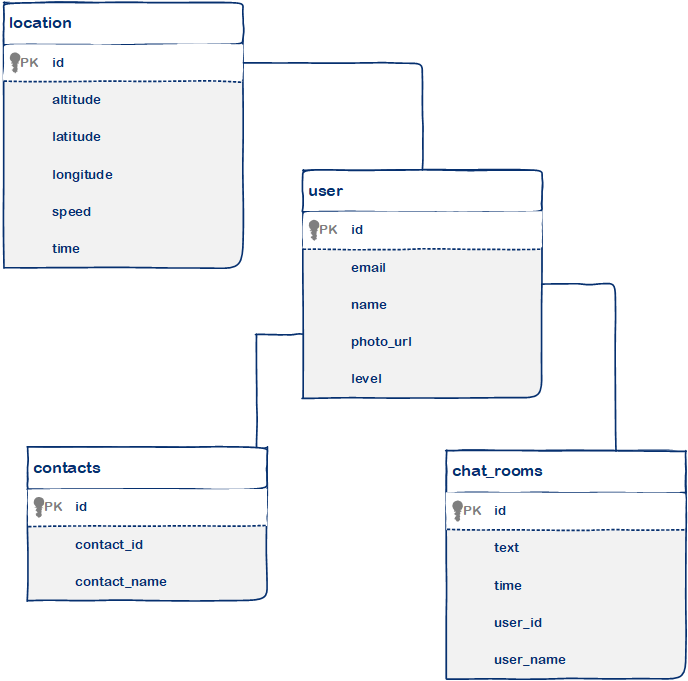 location
PK id
altitude
latitude
longitude
speed
time
user
PK id
email
name
photo_url
level
contacts
PK id
contact_id
contact_name
chat_rooms
PK id
text
time
user_id
user_name